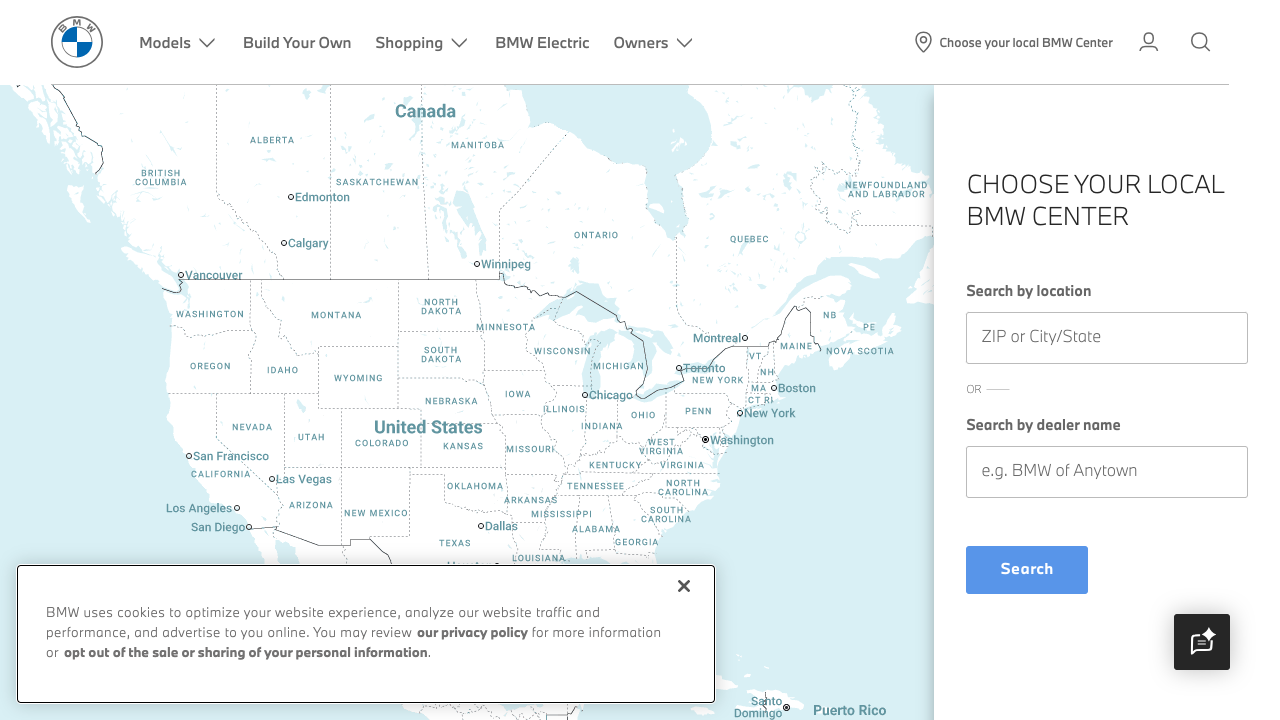 BMW
Models
Build Your Own
Shopping
BMW Electric
Owners
Choose your local BMW Center
Canada
ALBERTA
MANITOBA
BRITISH
COLUMBIA
SASKATCHEWAN
NEWFOUNDLAND
AND LABRADOR
Edmonton
ONTARIO
QUEBEC
Calgary
Winnipeg
Vancouver
WASHINGTON
MONTANA
NORTH
DAKOTA
MINNESOTA
NB
PE
Montreal
MAINE
NOVA SCOTIA
OREGON
IDAHO
SOUTH
DAKOTA
WISCONSIN
MICHIGAN
VT
Toronto
NH
WYOMING
NEW YORK
MA
Boston
NEBRASKA
IOWA
Chicago
CT RI
ILLINOIS
OHIO
PENN
New York
NEVADA
United States
INDIANA
UTAH
COLORADO
KANSAS
MISSOURI
WEST
VIRGINIA
Washington
San Francisco
KENTUCKY
VIRGINIA
CALIFORNIA
Las Vegas
OKLAHOMA
TENNESSEE
NORTH
CAROLINA
Los Angeles
ARIZONA
NEW MEXICO
ARKANSAS
MISSISSIPPI
SOUTH
CAROLINA
San Diego
Dallas
ALABAMA
TEXAS
GEORGIA
LOUISIANA
Santo
Domingo
Puerto Rico
CHOOSE YOUR LOCAL
BMW CENTER
Search by location
ZIP or City/State
OR
Search by dealer name
e.g. BMW of Anytown
Search
BMW uses cookies to optimize your website experience, analyze our website traffic and
performance, and advertise to you online. You may review our privacy policy for more information
or opt out of the sale or sharing of your personal information.